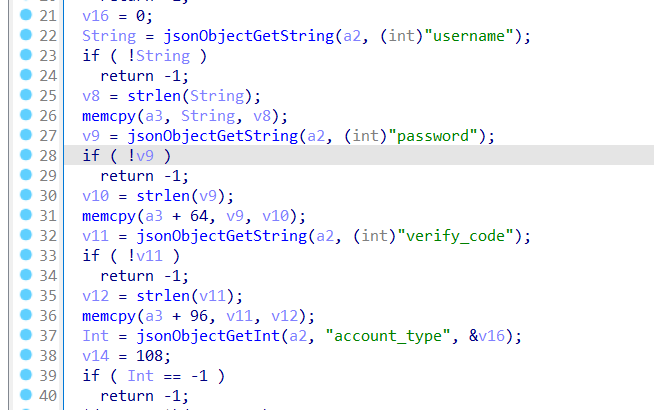 21 v16 = 0;
22 String = jsonObjectGetString(a2, (int)"username");
23 if ( !String )
24 return -1;
25 v8 = strlen(String);
26 memcpy(a3, String, v8);
27 v9 = jsonObjectGetString(a2, (int)"password");
28 if ( !v9 )
29 return -1;
30 v10 = strlen(v9);
31 memcpy(a3 + 64, v9, v10);
32 v11 = jsonObjectGetString(a2, (int)"verify_code");
33 if ( !v11 )
34 return -1;
35 v12 = strlen(v11);
36 memcpy(a3 + 96, v11, v12);
37 Int = jsonObjectGetInt(a2, "account_type", &v16);
38 v14 = 108;
39 if ( Int == -1 )
40 return -1;